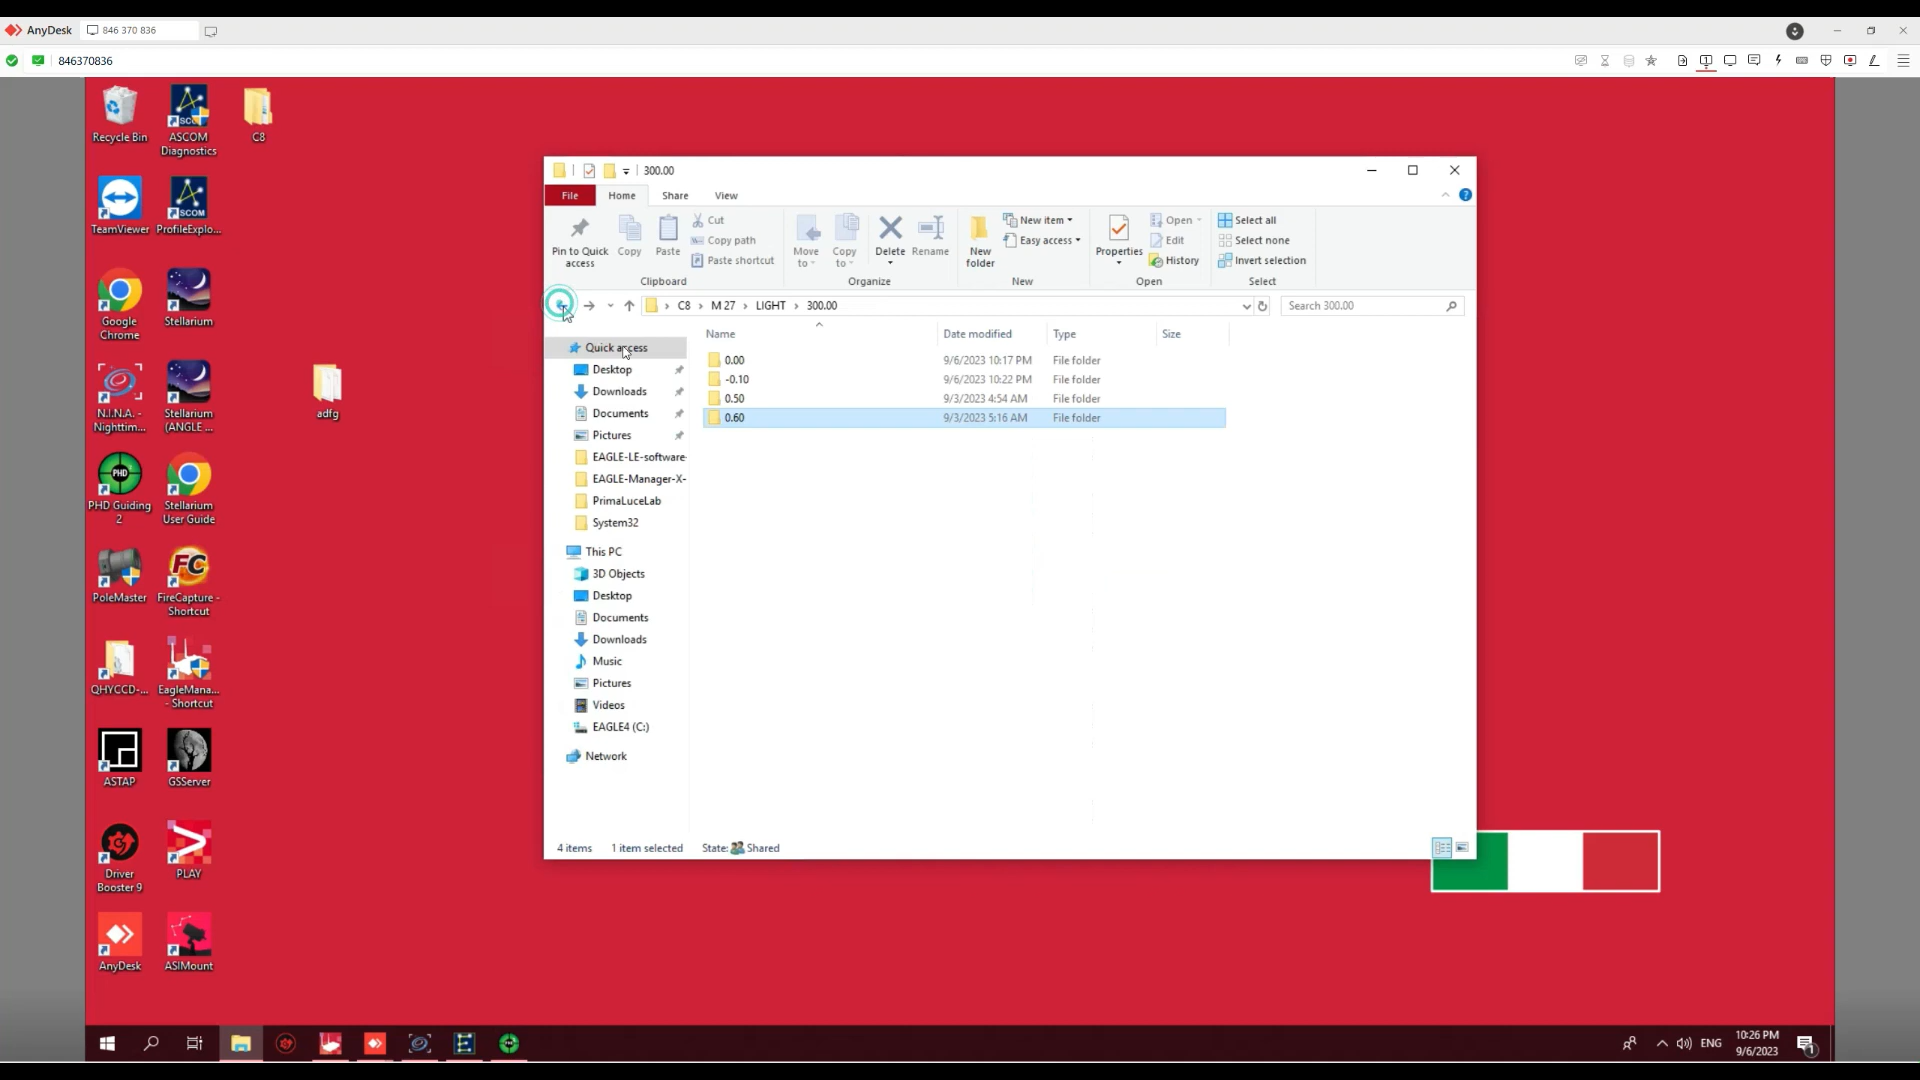 AnyDesk 846 370 836
846370836
Recycle Bin
ASCOM
Diagnostics
C8
TeamViewer
ProfileExplo...
Google
Chrome
Stellarium
N.I.N.A. -
Nighttim...
Stellarium
(ANGLE ...
adfg
PHD
PHD Guiding
2
Stellarium
User Guide
PoleMaster
FC
FireCapture -
Shortcut
QHYCCD-...
EagleMana...
- Shortcut
ASTAP
GSServer
Driver
Booster 9
PLAY
AnyDesk
ASIMount
300.00
File Home Share View
Pin to Quick
access
Copy
Paste
Cut
Copy path
Paste shortcut
Clipboard
Move
to
Copy
to
Delete
Rename
Organize
New
folder
New item
Easy access
New
Properties
Open
Edit
History
Open
Select all
Select none
Invert selection
Select
C8 › M 27 › LIGHT › 300.00
Search 300.00
Quick access
Desktop
Downloads
Documents
Pictures
EAGLE-LE-software-
EAGLE-Manager-X-
PrimaLuceLab
System32
This PC
3D Objects
Desktop
Documents
Downloads
Music
Pictures
Videos
EAGLE4 (C:)
Network
Name Date modified Type Size
0.00 9/6/2023 10:17 PM File folder
-0.10 9/6/2023 10:22 PM File folder
0.50 9/3/2023 4:54 AM File folder
0.60 9/3/2023 5:16 AM File folder
4 items 1 item selected State: Shared
ENG
10:26 PM
9/6/2023
1